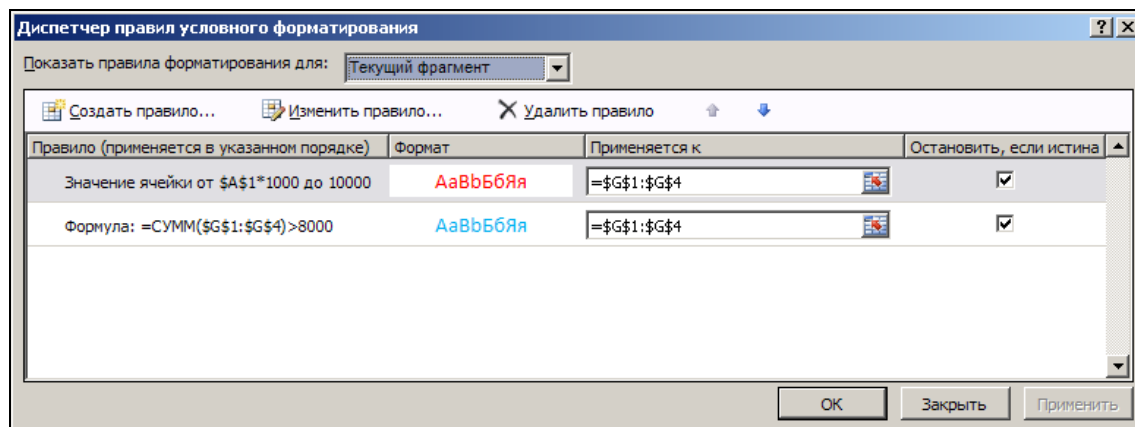 Диспетчер правил условного форматирования
Показать правила форматирования для: Текущий фрагмент
Создать правило... Изменить правило... Удалить правило
Правило (применяется в указанном порядке) Формат Применяется к Остановить, если истина
Значение ячейки от $A$1*1000 до 10000 АаВbБбЯя =$G$1:$G$4
Формула: =СУММ($G$1:$G$4)>8000 АаВbБбЯя =$G$1:$G$4
ОК Закрыть Применить